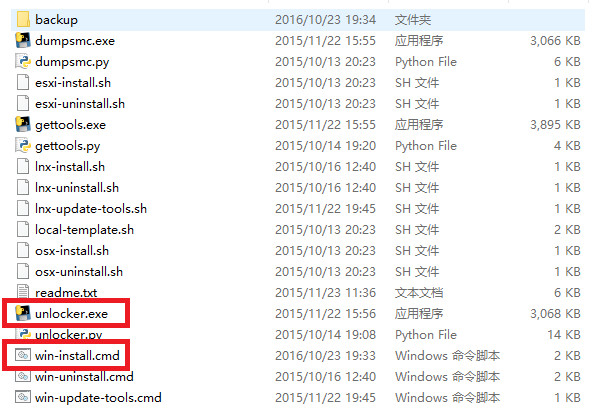 backup 2016/10/23 19:34 文件夹
dumpsmc.exe 2015/11/22 15:55 应用程序 3,066 KB
dumpsmc.py 2015/10/13 20:23 Python File 6 KB
esxi-install.sh 2015/10/13 20:23 SH 文件 1 KB
esxi-uninstall.sh 2015/10/13 20:23 SH 文件 1 KB
gettools.exe 2015/11/22 15:55 应用程序 3,895 KB
gettools.py 2015/10/14 19:20 Python File 4 KB
lnx-install.sh 2015/10/16 12:40 SH 文件 1 KB
lnx-uninstall.sh 2015/10/16 12:40 SH 文件 1 KB
lnx-update-tools.sh 2015/11/22 19:45 SH 文件 1 KB
local-template.sh 2015/10/13 20:23 SH 文件 2 KB
osx-install.sh 2015/10/13 20:23 SH 文件 1 KB
osx-uninstall.sh 2015/10/13 20:23 SH 文件 1 KB
readme.txt 2015/11/23 11:36 文本文档 6 KB
unlocker.exe 2015/11/22 15:56 应用程序 3,068 KB
unlocker.py 2015/10/14 19:08 Python File 14 KB
win-install.cmd 2016/10/23 19:33 Windows 命令脚本 2 KB
win-uninstall.cmd 2015/10/16 12:40 Windows 命令脚本 2 KB
win-update-tools.cmd 2015/11/22 19:45 Windows 命令脚本 1 KB